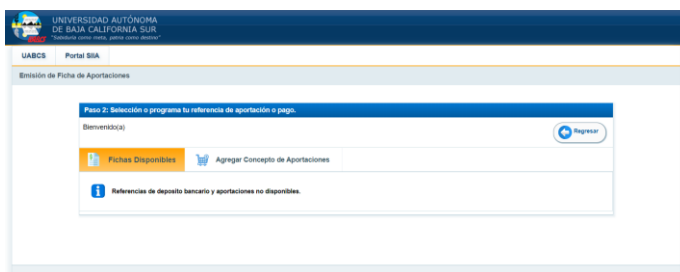 UNIVERSIDAD AUTÓNOMA
DE BAJA CALIFORNIA SUR
"Sabiduría como meta, patria como destino"
UABCS Portal SIIA
Emisión de Ficha de Aportaciones
Paso 2: Selección o programa tu referencia de aportación o pago.
Bienvenido(a)
Regresar
Fichas Disponibles Agregar Concepto de Aportaciones
Referencias de deposito bancario y aportaciones no disponibles.